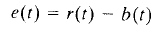 e(t) = r(t) − b(t)